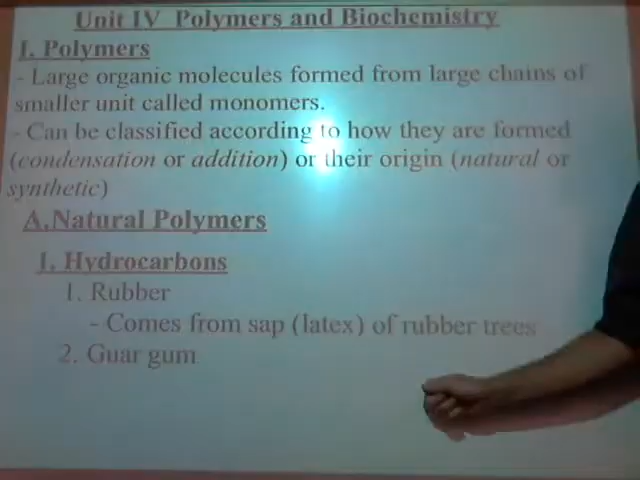 Unit IV Polymers and Biochemistry
I. Polymers
- Large organic molecules formed from large chains of
smaller unit called monomers.
- Can be classified according to how they are formed
(condensation or addition) or their origin (natural or
synthetic)
A.Natural Polymers
I. Hydrocarbons
1. Rubber
- Comes from sap (latex) of rubber trees
2. Guar gum